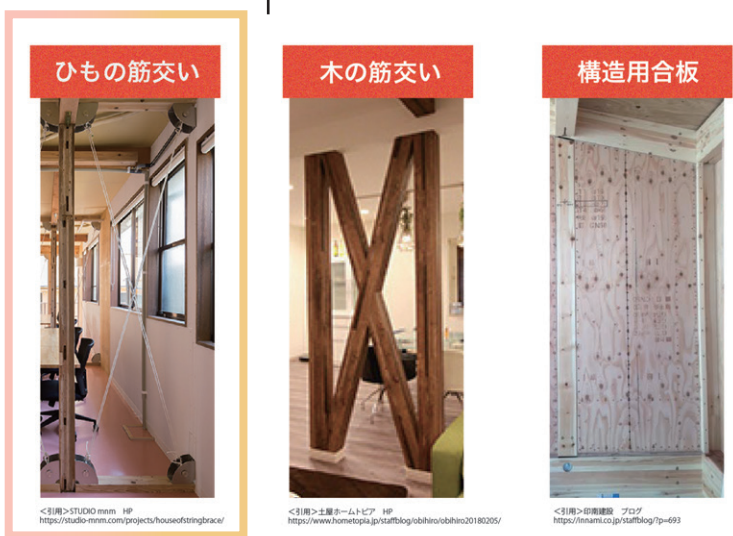 ひもの筋交い
木の筋交い
構造用合板
<引用>STUDIO mnm　HP
https://studio-mnm.com/projects/houseofstringbrace/
<引用>土屋ホームトピア　HP
https://www.hometopia.jp/staffblog/obihiro/obihiro20180205/
<引用>印南建設　ブログ
https://innami.co.jp/staffblog/?p=693